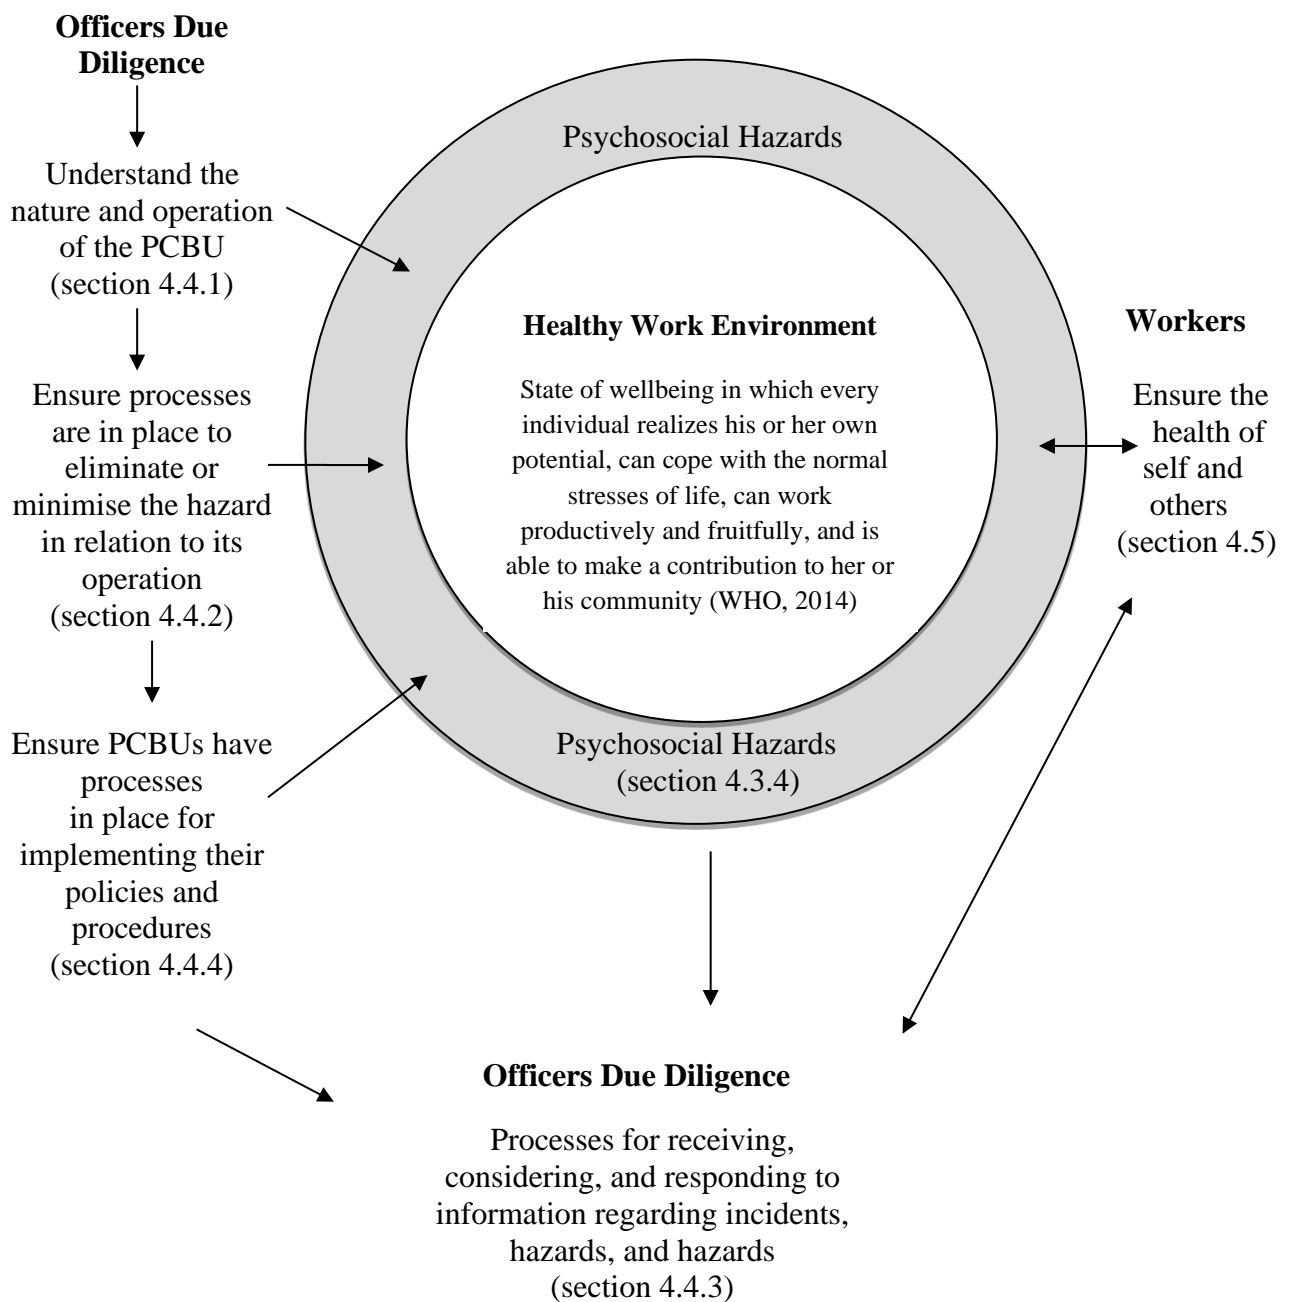 Officers Due
Diligence
Understand the
nature and operation
of the PCBU
(section 4.4.1)
Ensure processes
are in place to
eliminate or
minimise the hazard
in relation to its
operation
(section 4.4.2)
Ensure PCBUs have
processes
in place for
implementing their
policies and
procedures
(section 4.4.4)
Psychosocial Hazards
Healthy Work Environment
State of wellbeing in which every
individual realizes his or her own
potential, can cope with the normal
stresses of life, can work
productively and fruitfully, and is
able to make a contribution to her or
his community (WHO, 2014)
Psychosocial Hazards
(section 4.3.4)
Workers
Ensure the
health of
self and
others
(section 4.5)
Officers Due Diligence
Processes for receiving,
considering, and responding to
information regarding incidents,
hazards, and hazards
(section 4.4.3)